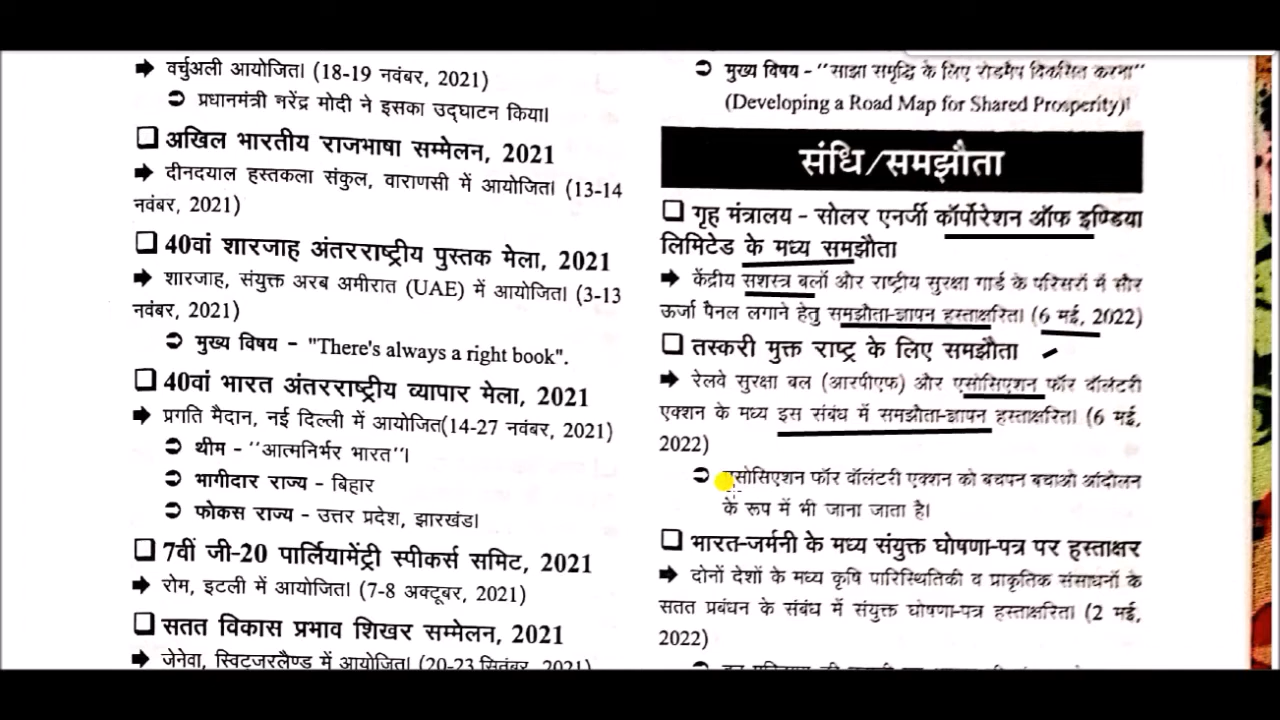 वर्चुअली आयोजित। (18-19 नवंबर, 2021)
प्रधानमंत्री नरेंद्र मोदी ने इसका उद्घाटन किया।
अखिल भारतीय राजभाषा सम्मेलन, 2021
दीनदयाल हस्तकला संकुल, वाराणसी में आयोजित। (13-14
नवंबर, 2021)
40वां शारजाह अंतरराष्ट्रीय पुस्तक मेला, 2021
शारजाह, संयुक्त अरब अमीरात (UAE) में आयोजित। (3-13
नवंबर, 2021)
मुख्य विषय - "There's always a right book".
40वां भारत अंतरराष्ट्रीय व्यापार मेला, 2021
प्रगति मैदान, नई दिल्ली में आयोजित(14-27 नवंबर, 2021)
थीम - "आत्मनिर्भर भारत"।
भागीदार राज्य - बिहार
फोकस राज्य - उत्तर प्रदेश, झारखंड।
7वीं जी-20 पार्लियामेंट्री स्पीकर्स समिट, 2021
रोम, इटली में आयोजित। (7-8 अक्टूबर, 2021)
सतत विकास प्रभाव शिखर सम्मेलन, 2021
जेनेवा, स्विटजरलैण्ड में आयोजित। (20-23 सितंबर, 2021)
मुख्य विषय - "साझा समृद्धि के लिए रोडमैप विकसित करना"
(Developing a Road Map for Shared Prosperity)।
संधि/समझौता
गृह मंत्रालय - सोलर एनर्जी कॉर्पोरेशन ऑफ इण्डिया
लिमिटेड के मध्य समझौता
केंद्रीय सशस्त्र बलों और राष्ट्रीय सुरक्षा गार्ड के परिसरों में सौर
ऊर्जा पैनल लगाने हेतु समझौता-ज्ञापन हस्ताक्षरित। (6 मई, 2022)
तस्करी मुक्त राष्ट्र के लिए समझौता
रेलवे सुरक्षा बल (आरपीएफ) और एसोसिएशन फॉर वॉलंटरी
एक्शन के मध्य इस संबंध में समझौता-ज्ञापन हस्ताक्षरित। (6 मई,
2022)
एसोसिएशन फॉर वॉलंटरी एक्शन को बचपन बचाओ आंदोलन
के रूप में भी जाना जाता है।
भारत-जर्मनी के मध्य संयुक्त घोषणा-पत्र पर हस्ताक्षर
दोनों देशों के मध्य कृषि पारिस्थितिकी व प्राकृतिक संसाधनों के
सतत प्रबंधन के संबंध में संयुक्त घोषणा-पत्र हस्ताक्षरित। (2 मई,
2022)